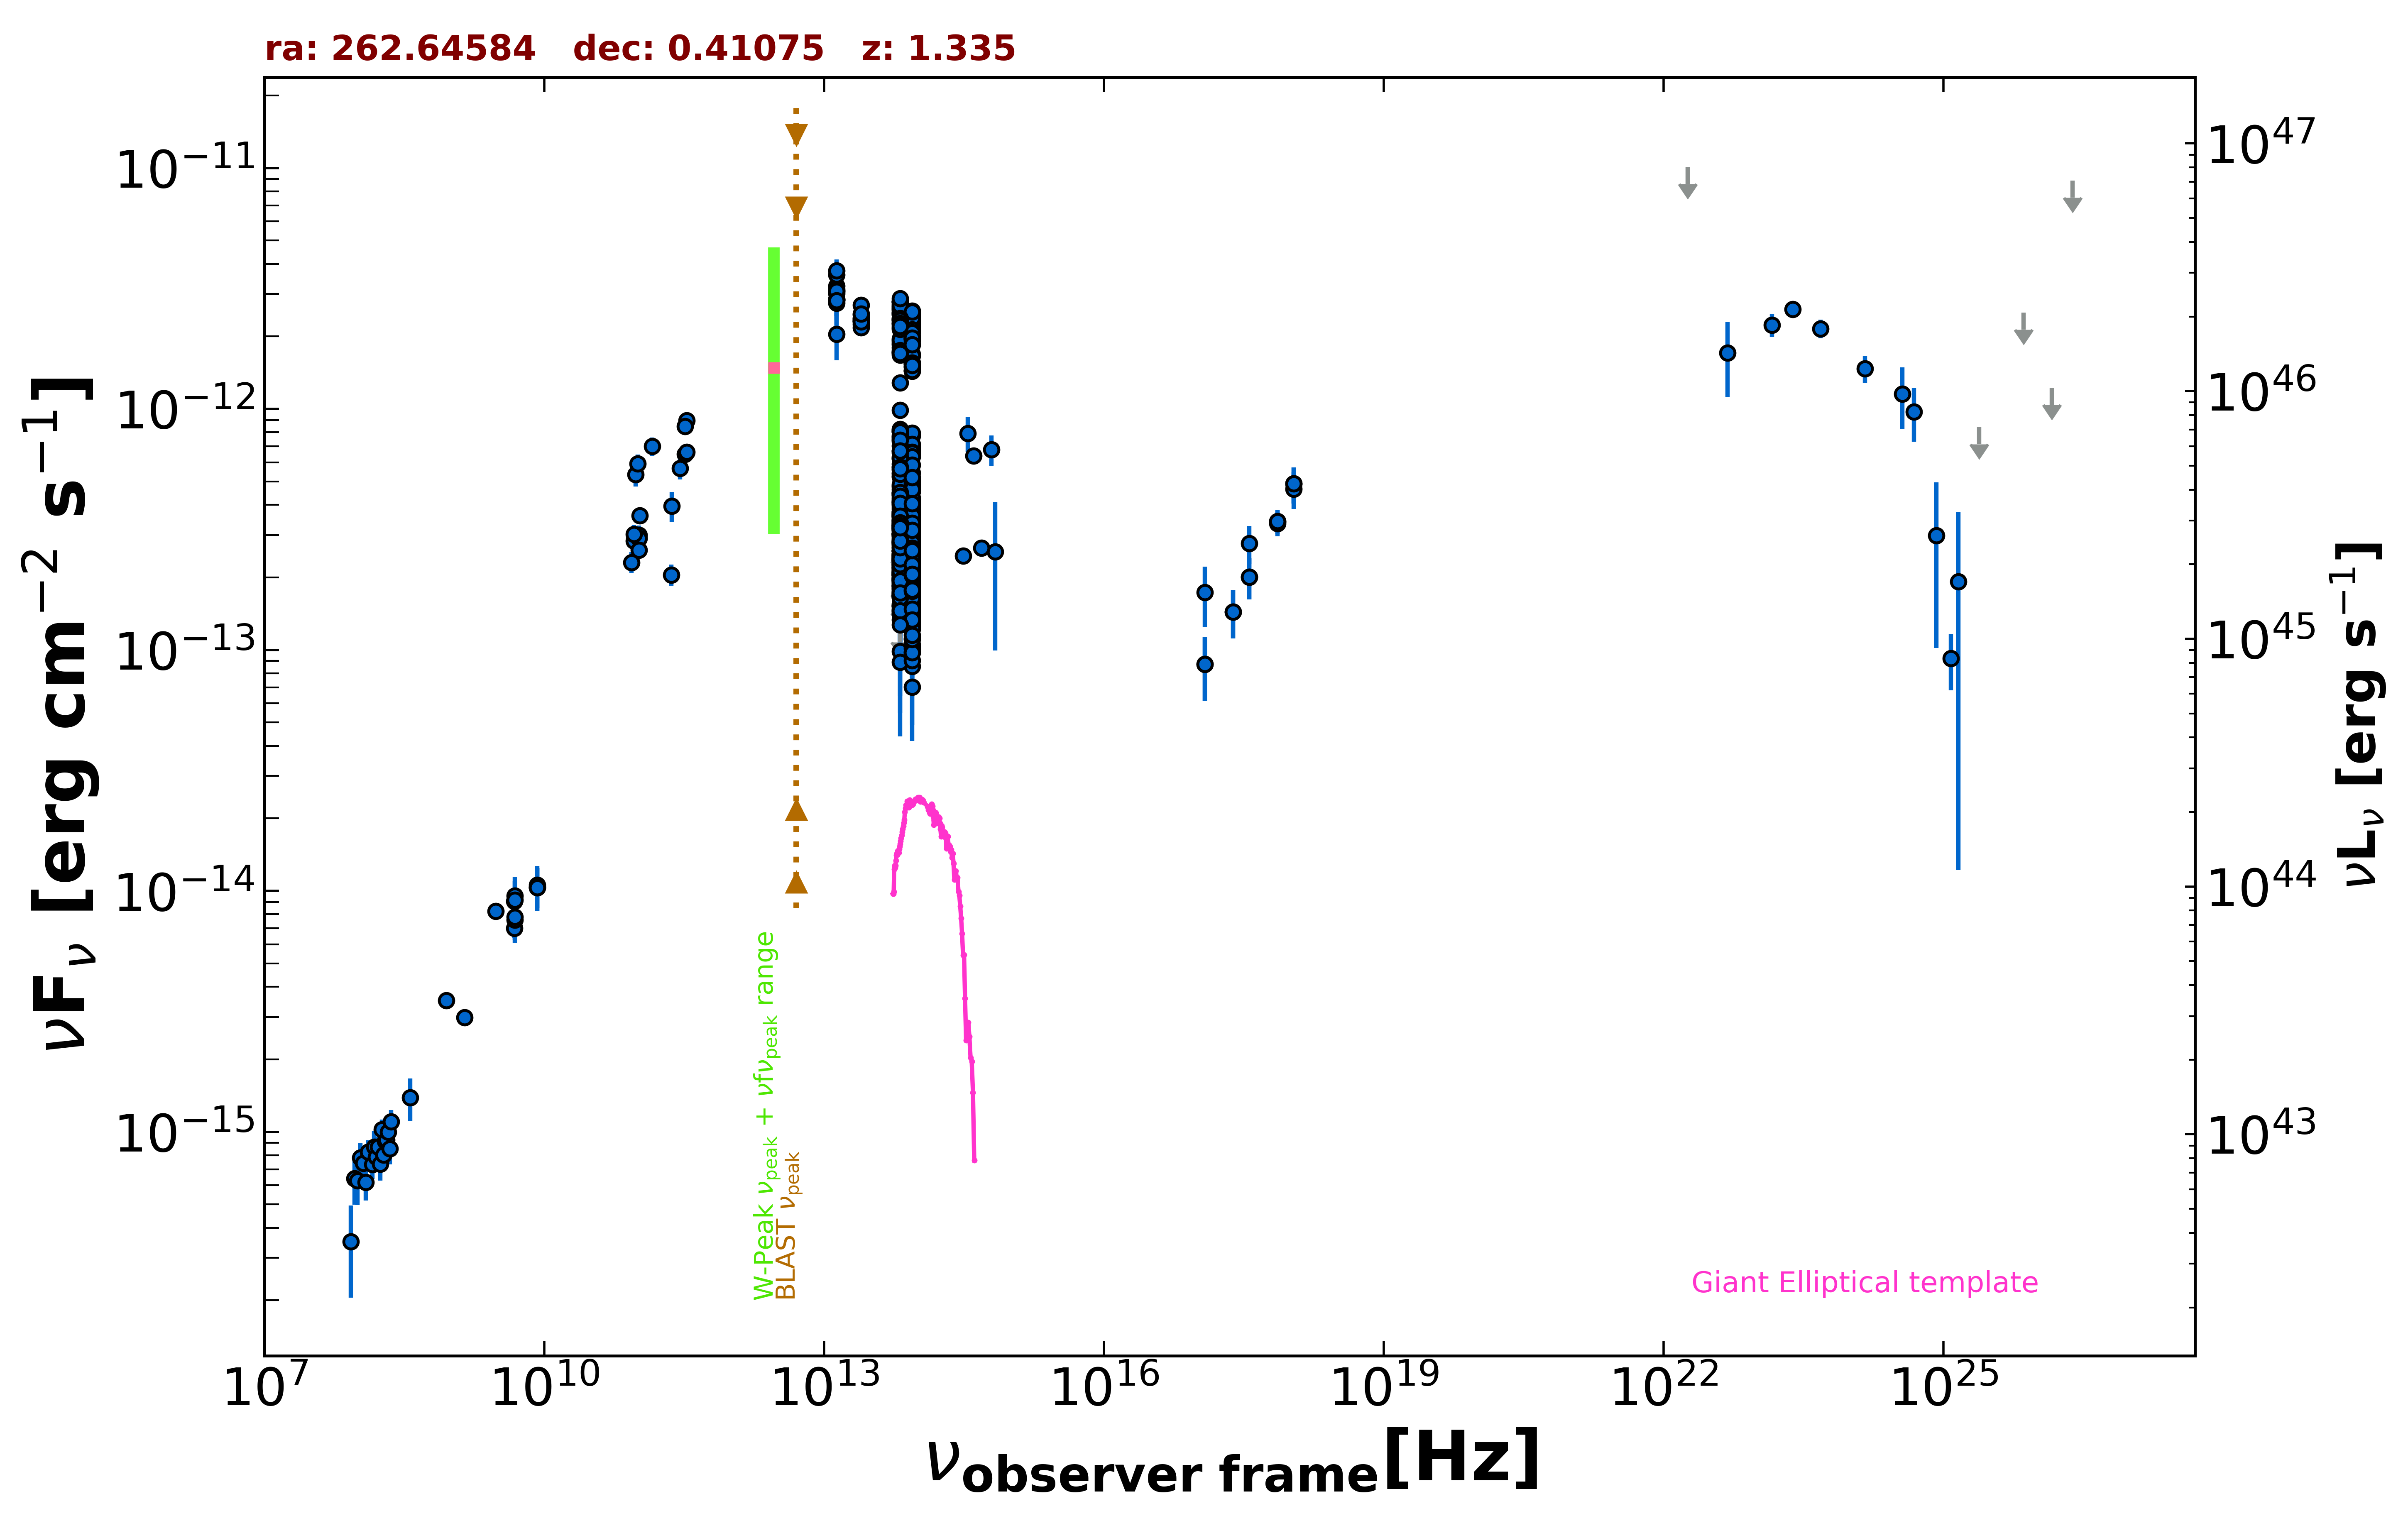 ra: 262.64584   dec: 0.41075   z: 1.335
νF_ν [erg cm^−2 s^−1]
10^−11
10^−12
10^−13
10^−14
10^−15
10^47
10^46
10^45
10^44
10^43
νL_ν [erg s^−1]
W-Peak ν_peak + νfν_peak range
BLAST ν_peak
Giant Elliptical template
10^7 10^10 10^13 10^16 10^19 10^22 10^25
ν_observer frame [Hz]